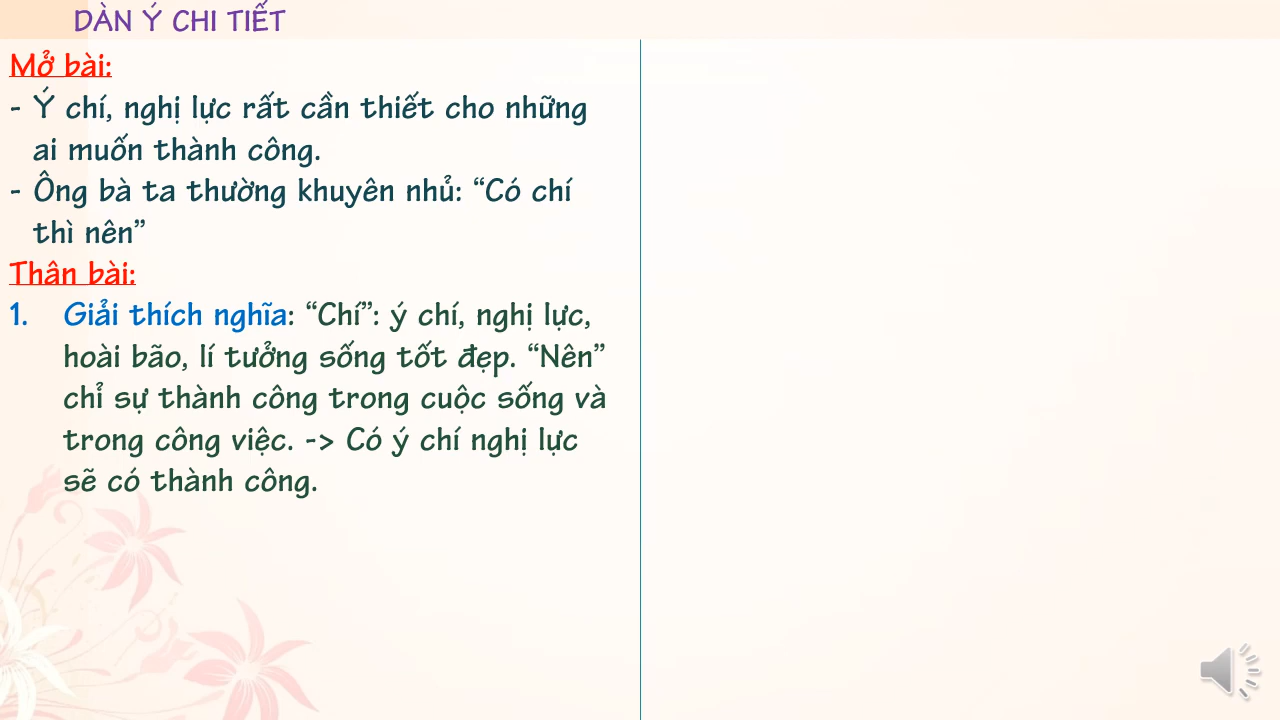 DÀN Ý CHI TIẾT
Mở bài:
- Ý chí, nghị lực rất cần thiết cho những
ai muốn thành công.
- Ông bà ta thường khuyên nhủ: “Có chí
thì nên”
Thân bài:
1. Giải thích nghĩa: “Chí”: ý chí, nghị lực,
hoài bão, lí tưởng sống tốt đẹp. “Nên”
chỉ sự thành công trong cuộc sống và
trong công việc. -> Có ý chí nghị lực
sẽ có thành công.